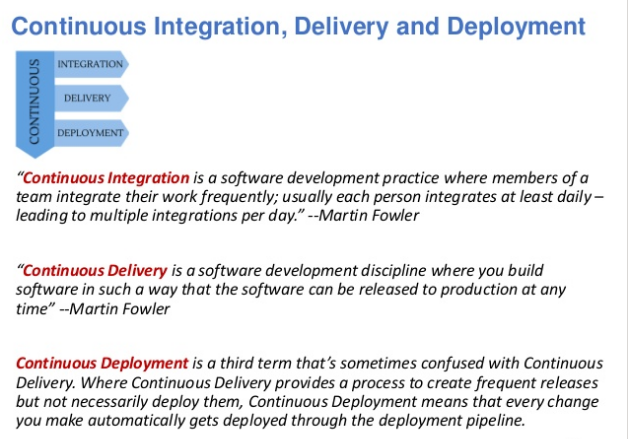 Continuous Integration, Delivery and Deployment
CONTINUOUS
INTEGRATION
DELIVERY
DEPLOYMENT
“Continuous Integration is a software development practice where members of a
team integrate their work frequently; usually each person integrates at least daily –
leading to multiple integrations per day.” --Martin Fowler
“Continuous Delivery is a software development discipline where you build
software in such a way that the software can be released to production at any
time” --Martin Fowler
Continuous Deployment is a third term that’s sometimes confused with Continuous
Delivery. Where Continuous Delivery provides a process to create frequent releases
but not necessarily deploy them, Continuous Deployment means that every change
you make automatically gets deployed through the deployment pipeline.